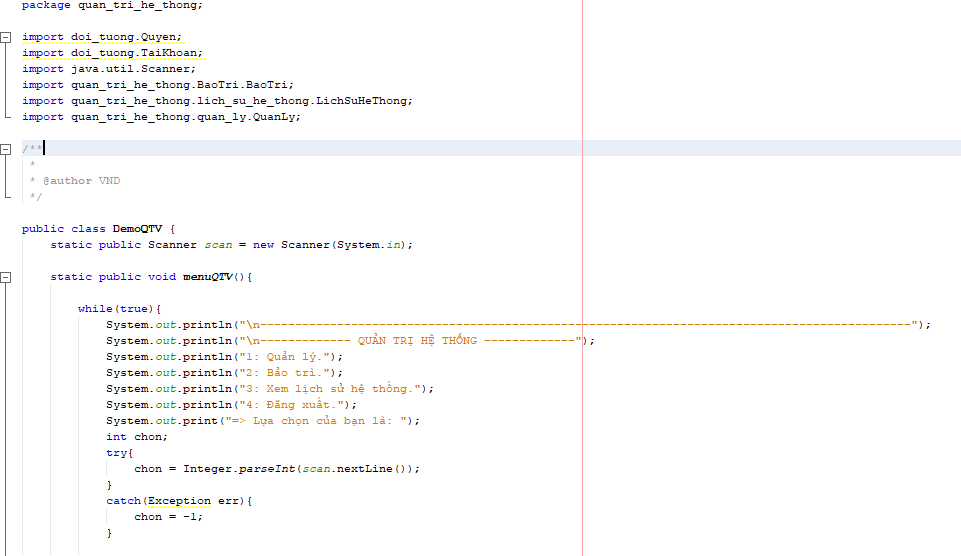 package quan_tri_he_thong;
import doi_tuong.Quyen;
import doi_tuong.TaiKhoan;
import java.util.Scanner;
import quan_tri_he_thong.BaoTri.BaoTri;
import quan_tri_he_thong.lich_su_he_thong.LichSuHeThong;
import quan_tri_he_thong.quan_ly.QuanLy;
/**
*
* @author VND
*/
public class DemoQTV {
static public Scanner scan = new Scanner(System.in);
static public void menuQTV(){
while(true){
System.out.println("\n---------------------------------------------------------------------------------------------");
System.out.println("\n------------- QUẢN TRỊ HỆ THỐNG -------------");
System.out.println("1: Quản lý.");
System.out.println("2: Bảo trì.");
System.out.println("3: Xem lịch sử hệ thống.");
System.out.println("4: Đăng xuất.");
System.out.print("=> Lựa chọn của bạn là: ");
int chon;
try{
chon = Integer.parseInt(scan.nextLine());
}
catch(Exception err){
chon = -1;
}